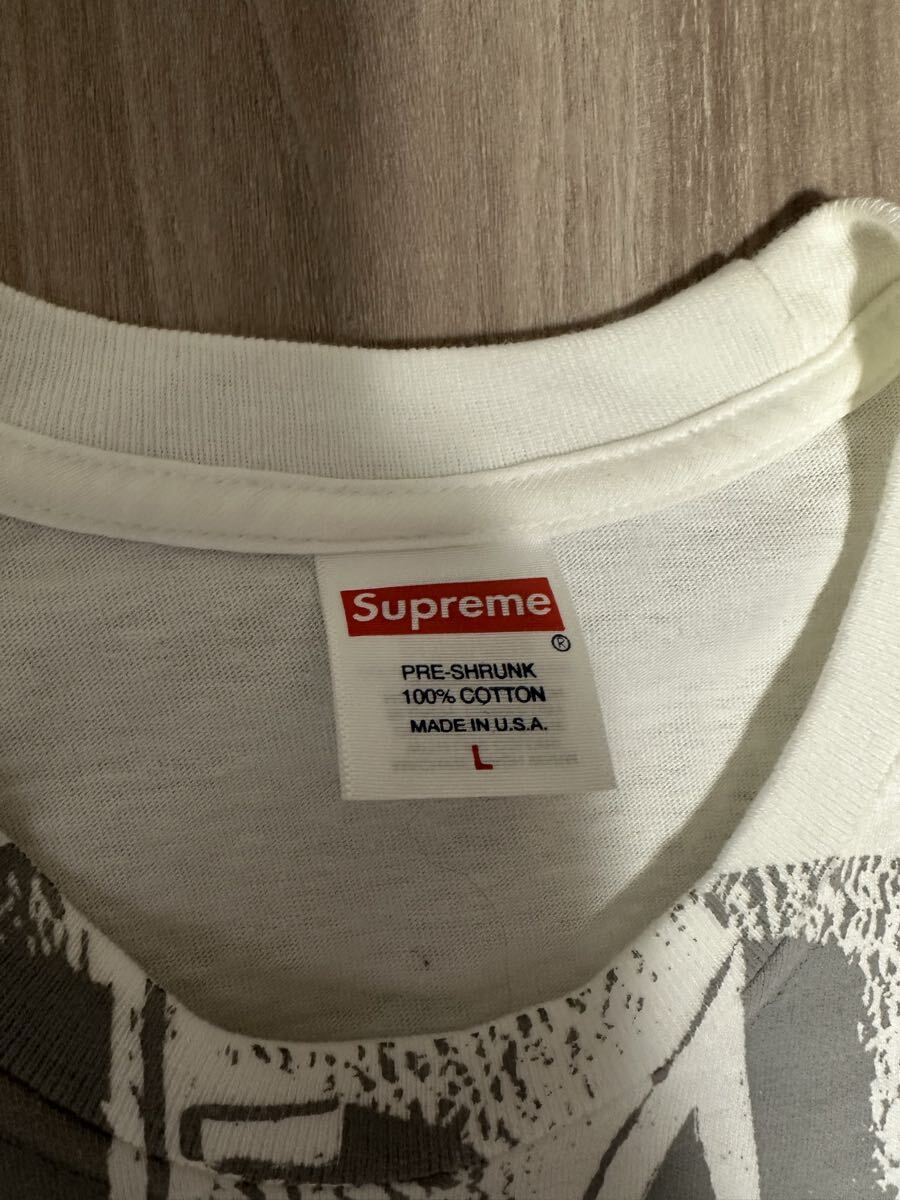 Supreme
®
PRE-SHRUNK
100% COTTON
MADE IN U.S.A.
L